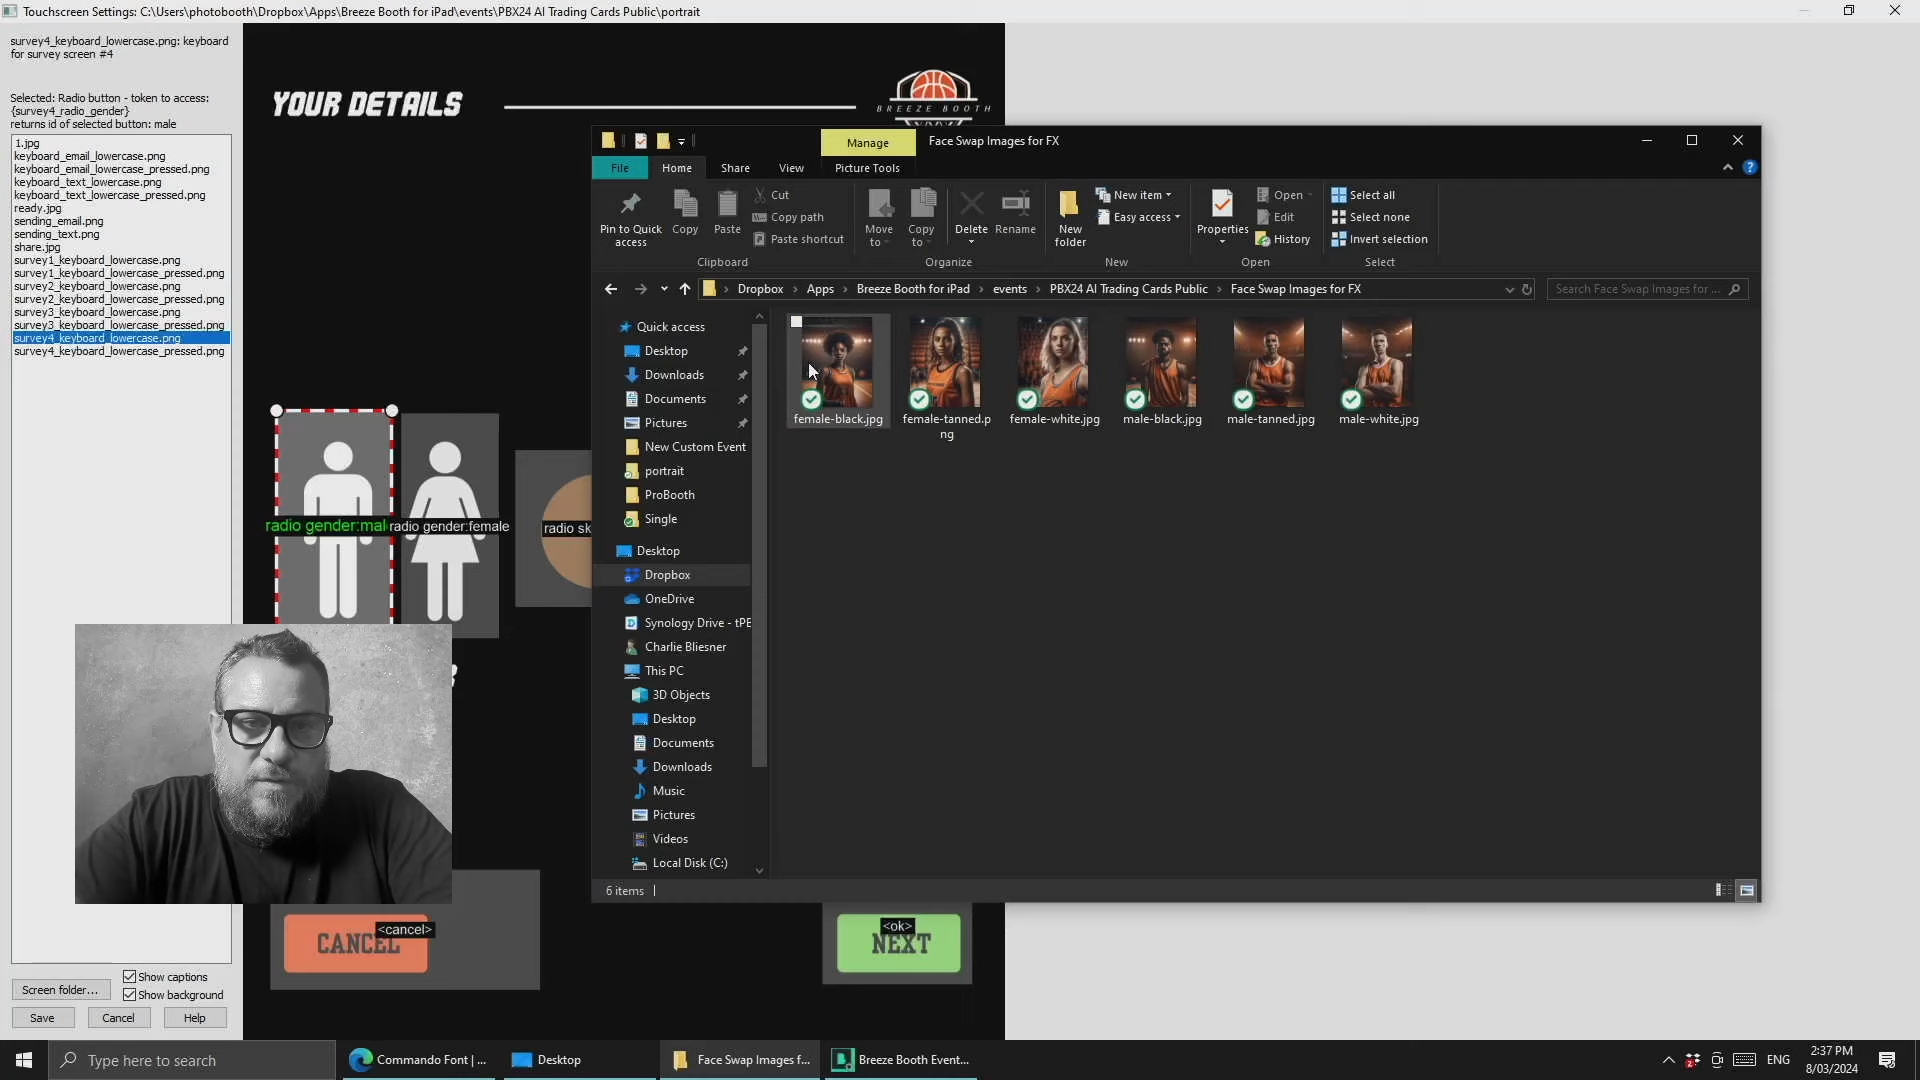 Touchscreen Settings: C:\Users\photobooth\Dropbox\Apps\Breeze Booth for iPad\events\PBX24 AI Trading Cards Public\portrait
survey4_keyboard_lowercase.png: keyboard
for survey screen #4
Selected: Radio button - token to access:
{survey4_radio_gender}
returns id of selected button: male
1.jpg
keyboard_email_lowercase.png
keyboard_email_lowercase_pressed.png
keyboard_text_lowercase.png
keyboard_text_lowercase_pressed.png
ready.jpg
sending_email.png
sending_text.png
share.jpg
survey1_keyboard_lowercase.png
survey1_keyboard_lowercase_pressed.png
survey2_keyboard_lowercase.png
survey2_keyboard_lowercase_pressed.png
survey3_keyboard_lowercase.png
survey3_keyboard_lowercase_pressed.png
survey4_keyboard_lowercase.png
survey4_keyboard_lowercase_pressed.png
Screen folder...
Show captions
Show background
Save
Cancel
Help
YOUR DETAILS
BREEZE BOOTH
radio gender:mal
radio gender:female
radio sk
<cancel>
CANCEL
<ok>
NEXT
Manage
Face Swap Images for FX
File
Home
Share
View
Picture Tools
Pin to Quick
access
Copy
Paste
Cut
Copy path
Paste shortcut
Clipboard
Move
to
Copy
to
Delete
Rename
Organize
New
folder
New item
Easy access
New
Properties
Open
Edit
History
Open
Select all
Select none
Invert selection
Select
Dropbox > Apps > Breeze Booth for iPad > events > PBX24 AI Trading Cards Public > Face Swap Images for FX
Search Face Swap Images for ...
Quick access
Desktop
Downloads
Documents
Pictures
New Custom Event
portrait
ProBooth
Single
Desktop
Dropbox
OneDrive
Synology Drive - tPE
Charlie Bliesner
This PC
3D Objects
Desktop
Documents
Downloads
Music
Pictures
Videos
Local Disk (C:)
female-black.jpg
female-tanned.p
ng
female-white.jpg
male-black.jpg
male-tanned.jpg
male-white.jpg
6 items
Type here to search
Commando Font | ...
Desktop
Face Swap Images f...
Breeze Booth Event...
ENG
2:37 PM
8/03/2024